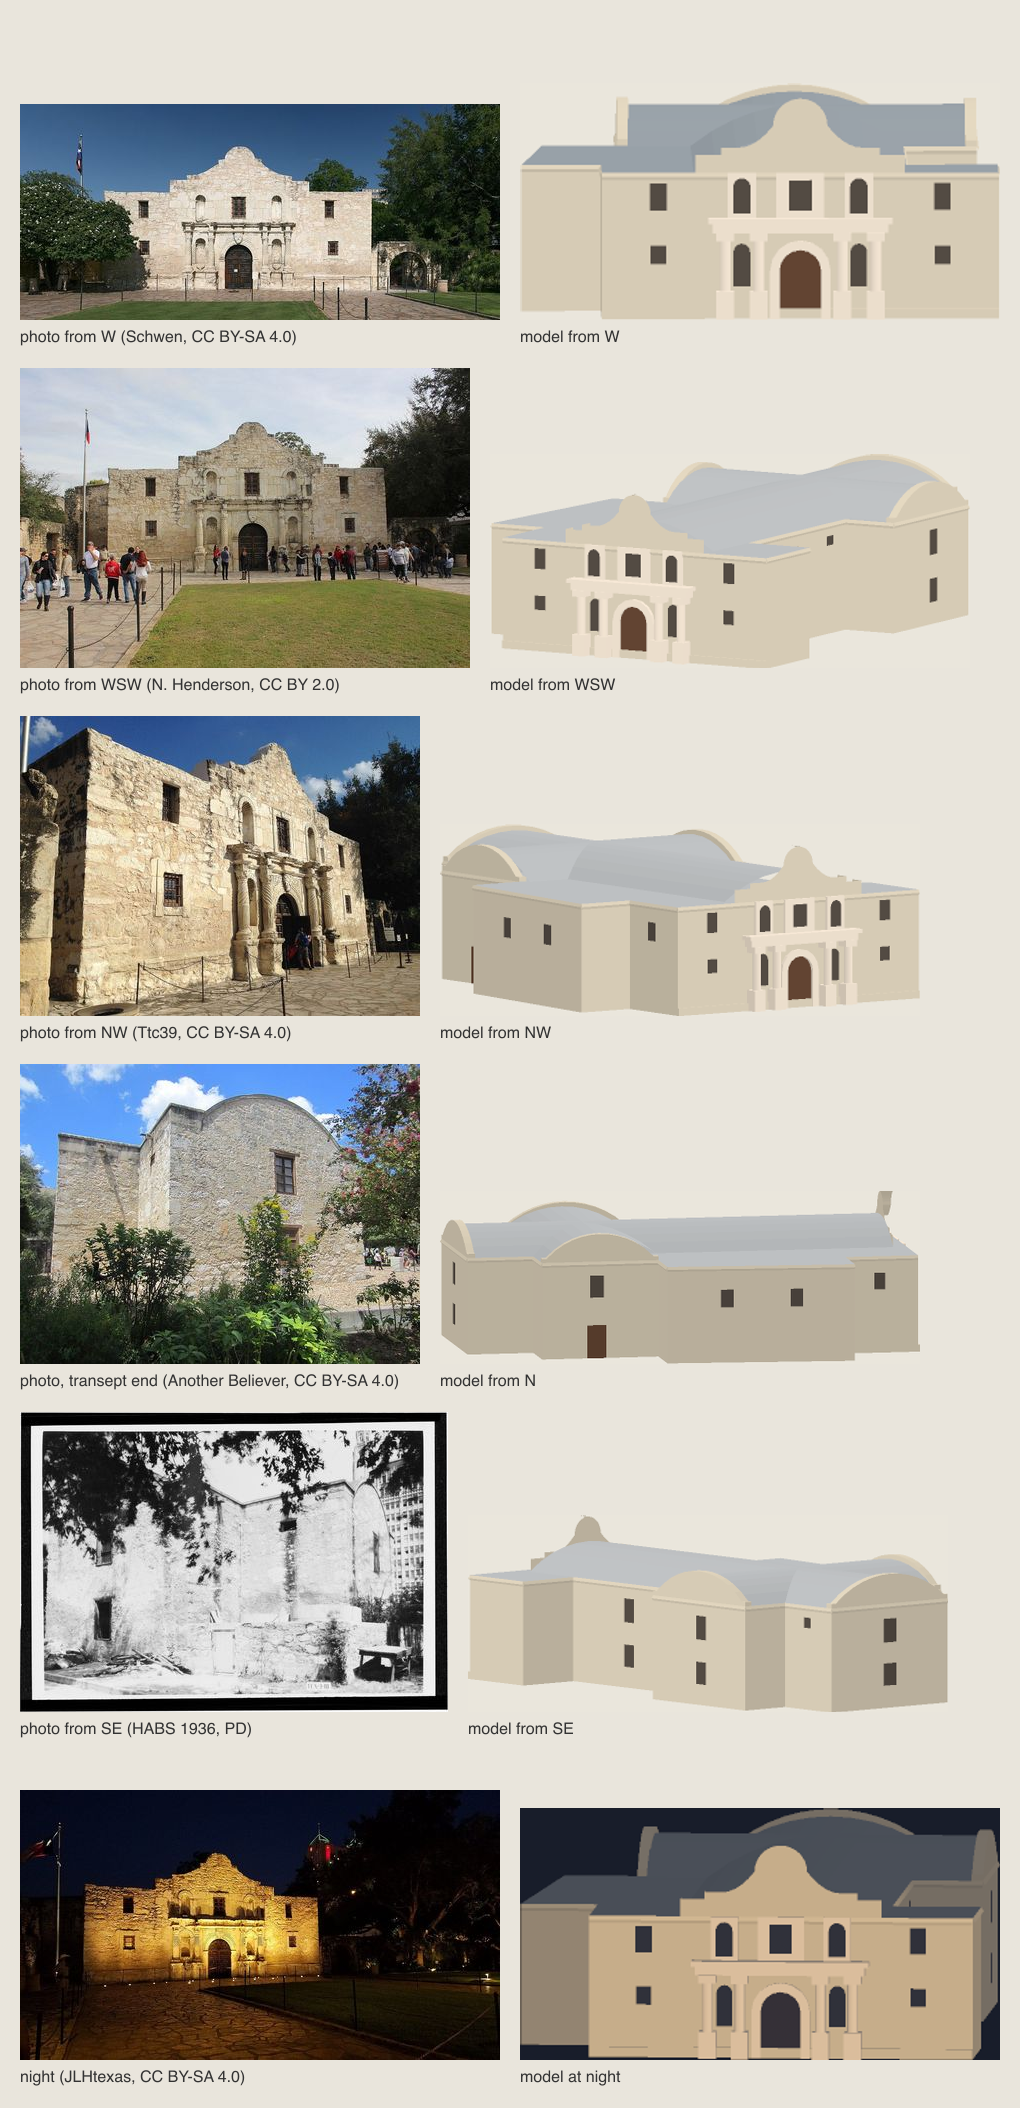 photo from W (Schwen, CC BY-SA 4.0)
model from W
photo from WSW (N. Henderson, CC BY 2.0)
model from WSW
photo from NW (Ttc39, CC BY-SA 4.0)
model from NW
photo, transept end (Another Believer, CC BY-SA 4.0)
model from N
photo from SE (HABS 1936, PD)
model from SE
night (JLHtexas, CC BY-SA 4.0)
model at night